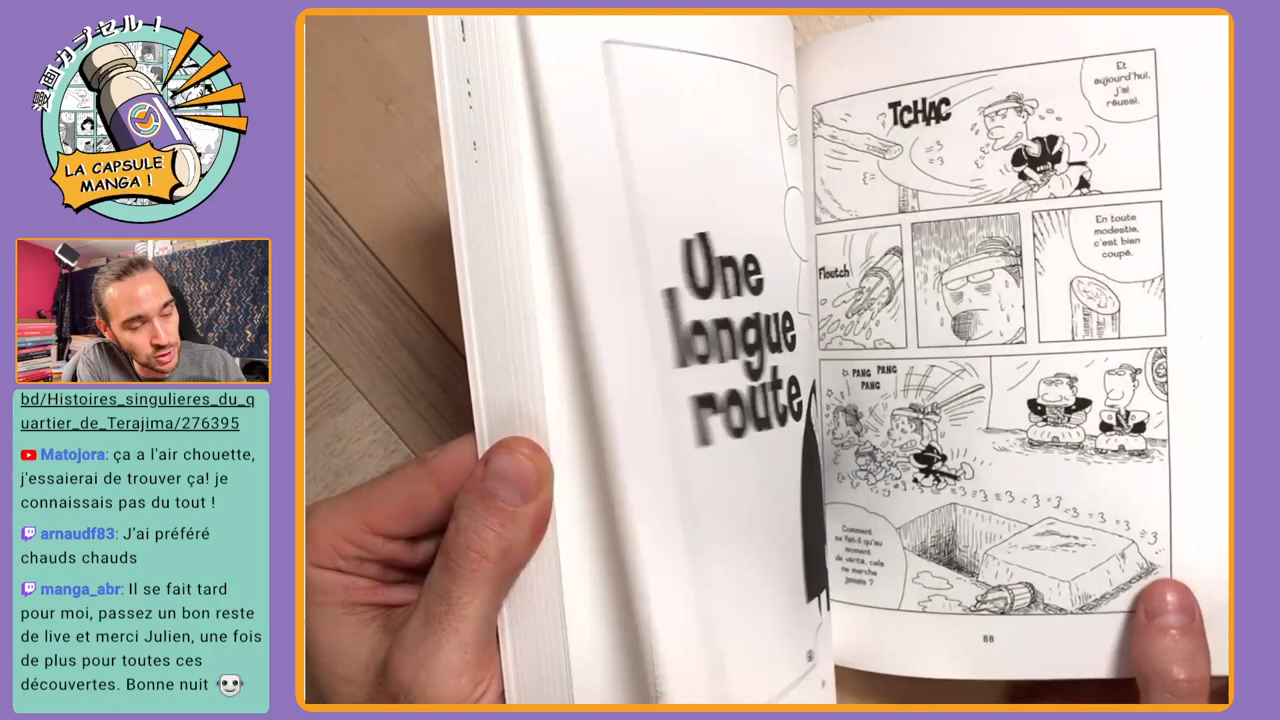 漫画カプセル!
LA CAPSULE
MANGA !
bd/Histoires_singulieres_du_q
uartier_de_Terajima/276395
Matojora: ça a l'air chouette,
j'essaierai de trouver ça! je
connaissais pas du tout !
arnaudf83: J'ai préféré
chauds chauds
manga_abr: Il se fait tard
pour moi, passez un bon reste
de live et merci Julien, une fois
de plus pour toutes ces
découvertes. Bonne nuit
Une
longue
route
TCHAC
Et
aujourd'hui,
j'ai
réussi.
Floutch
En toute
modestie,
c'est bien
coupé.
PANG PANG
PANG
Comment
se fait-il qu'au
moment
de vérité, cela
ne marche
jamais ?
88